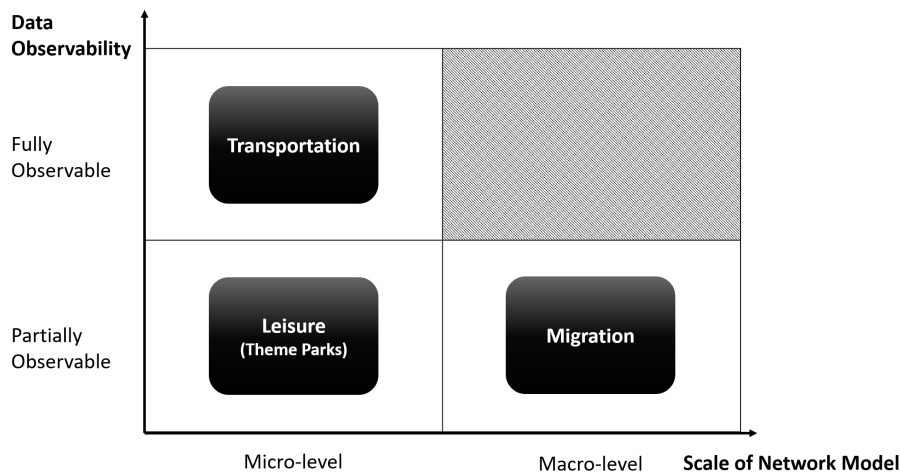 Data
Observability
Fully
Observable
Transportation
Partially
Observable
Leisure
(Theme Parks)
Migration
Micro-level
Macro-level
Scale of Network Model